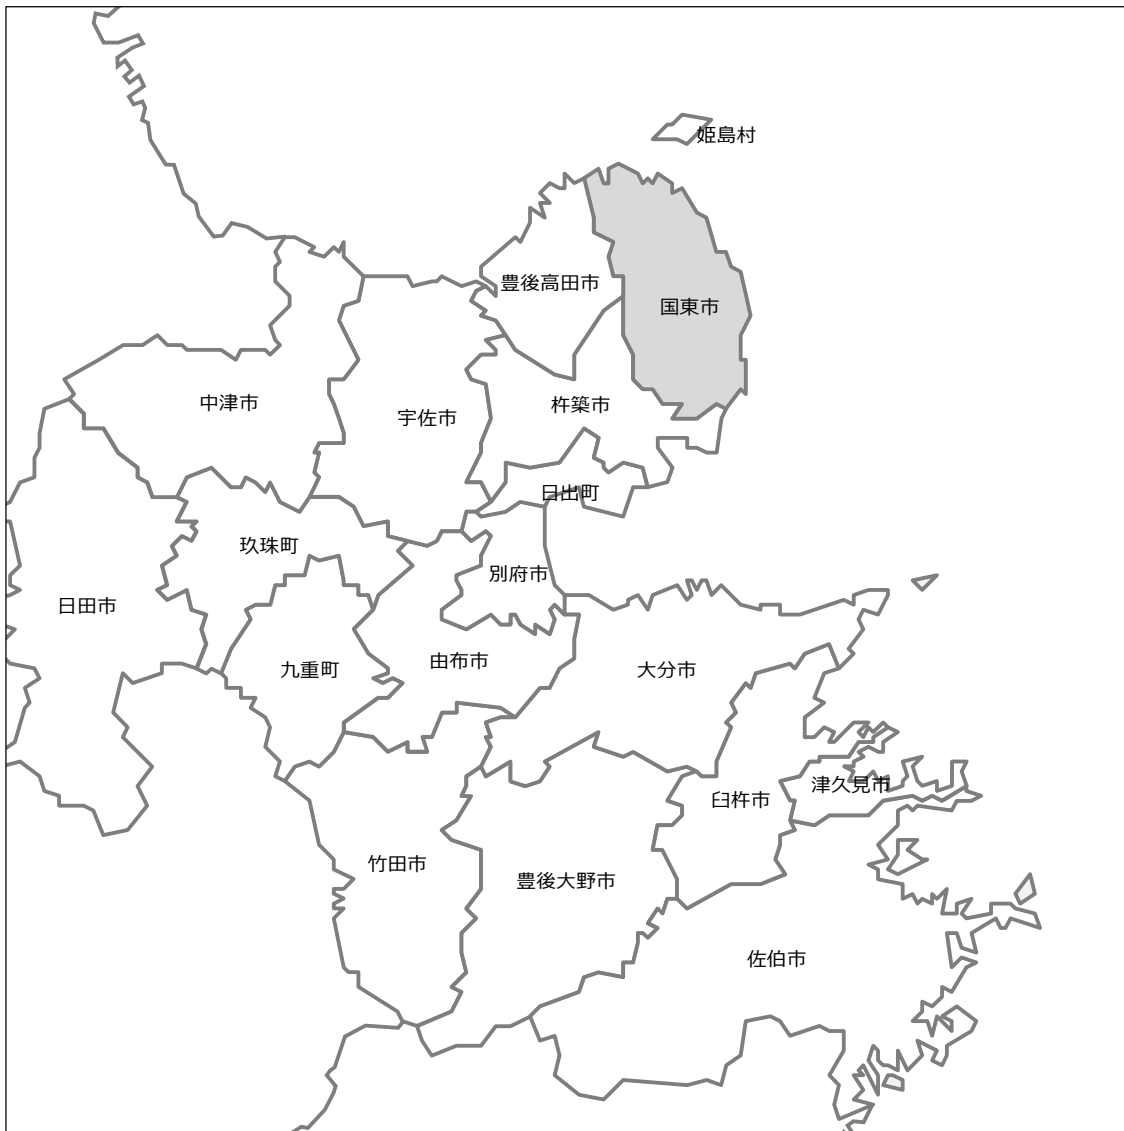 姫島村
豊後高田市
国東市
中津市
宇佐市
杵築市
日出町
玖珠町
別府市
日田市
九重町
由布市
大分市
津久見市
臼杵市
竹田市
豊後大野市
佐伯市